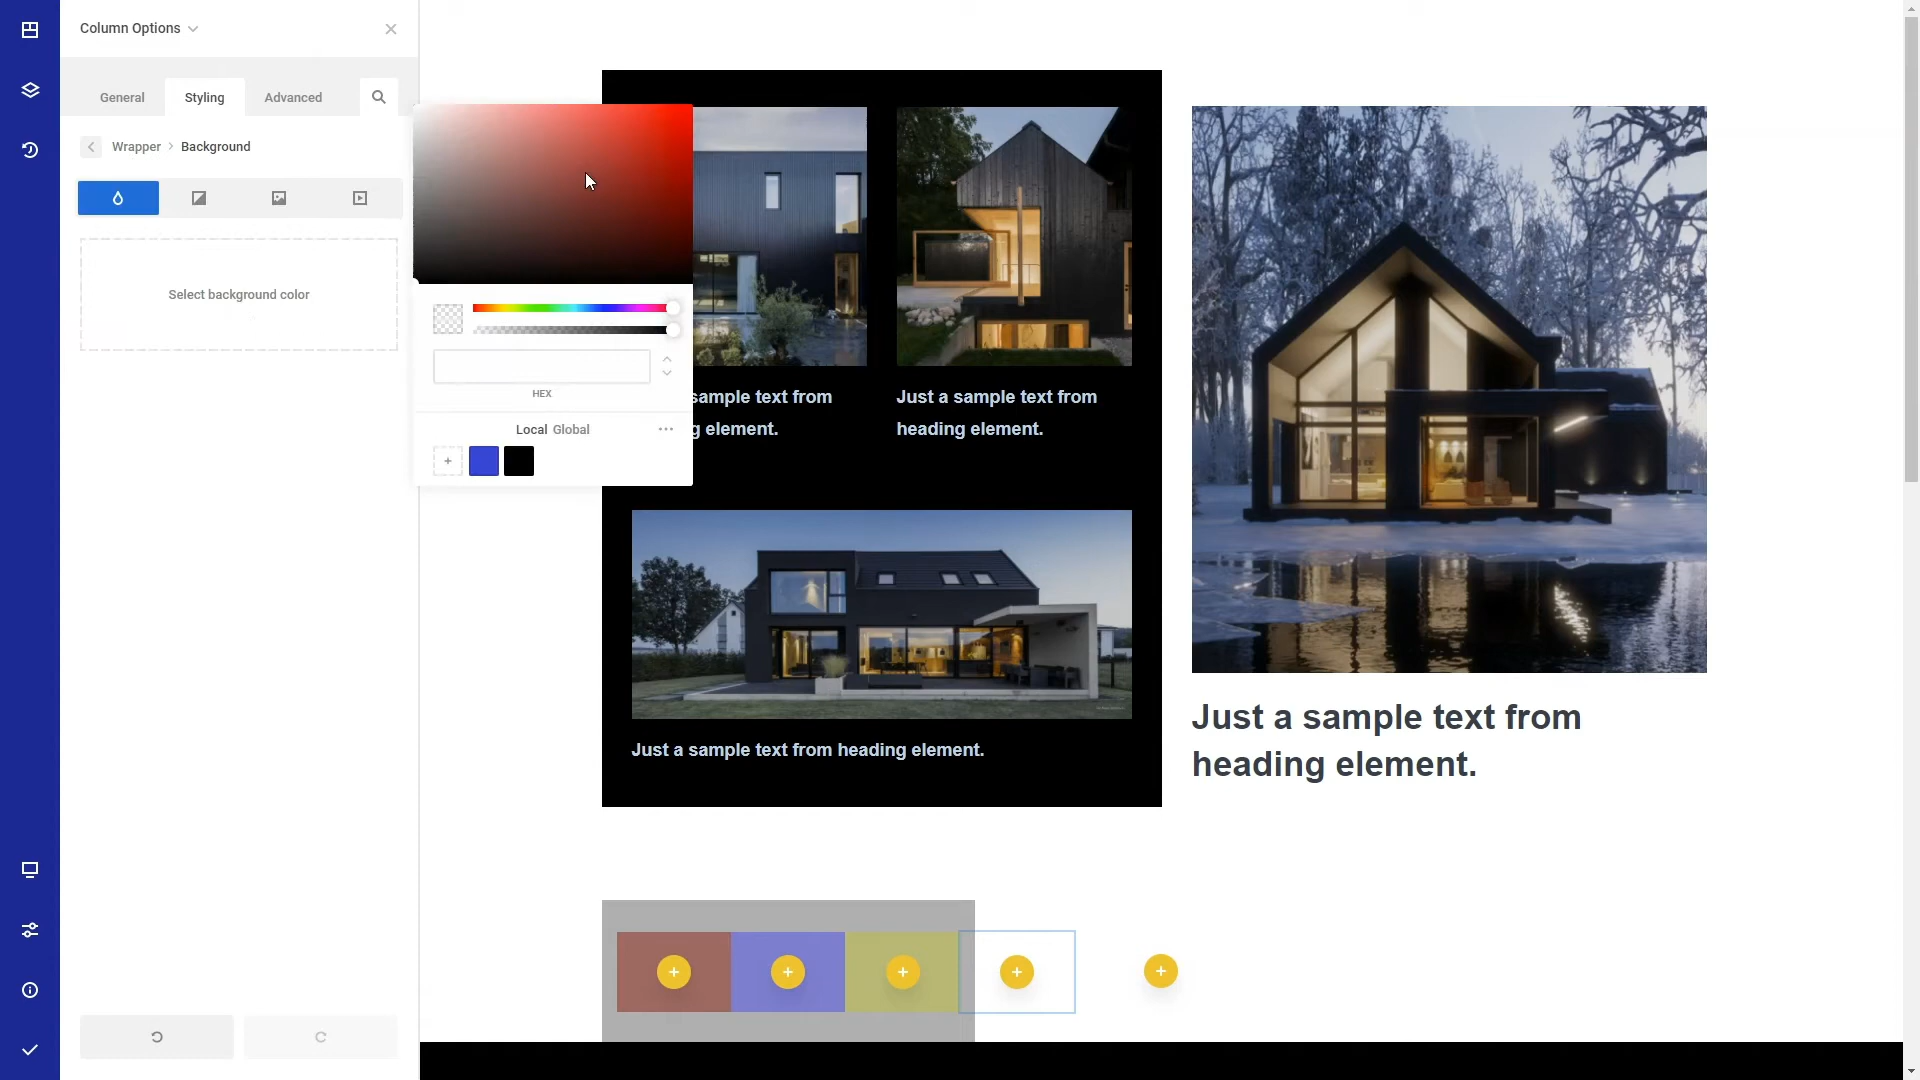 Column Options
General
Styling
Advanced
Wrapper
Background
Select background color
HEX
Local
Global
sample text from
g element.
Just a sample text from
heading element.
Just a sample text from heading element.
Just a sample text from
heading element.